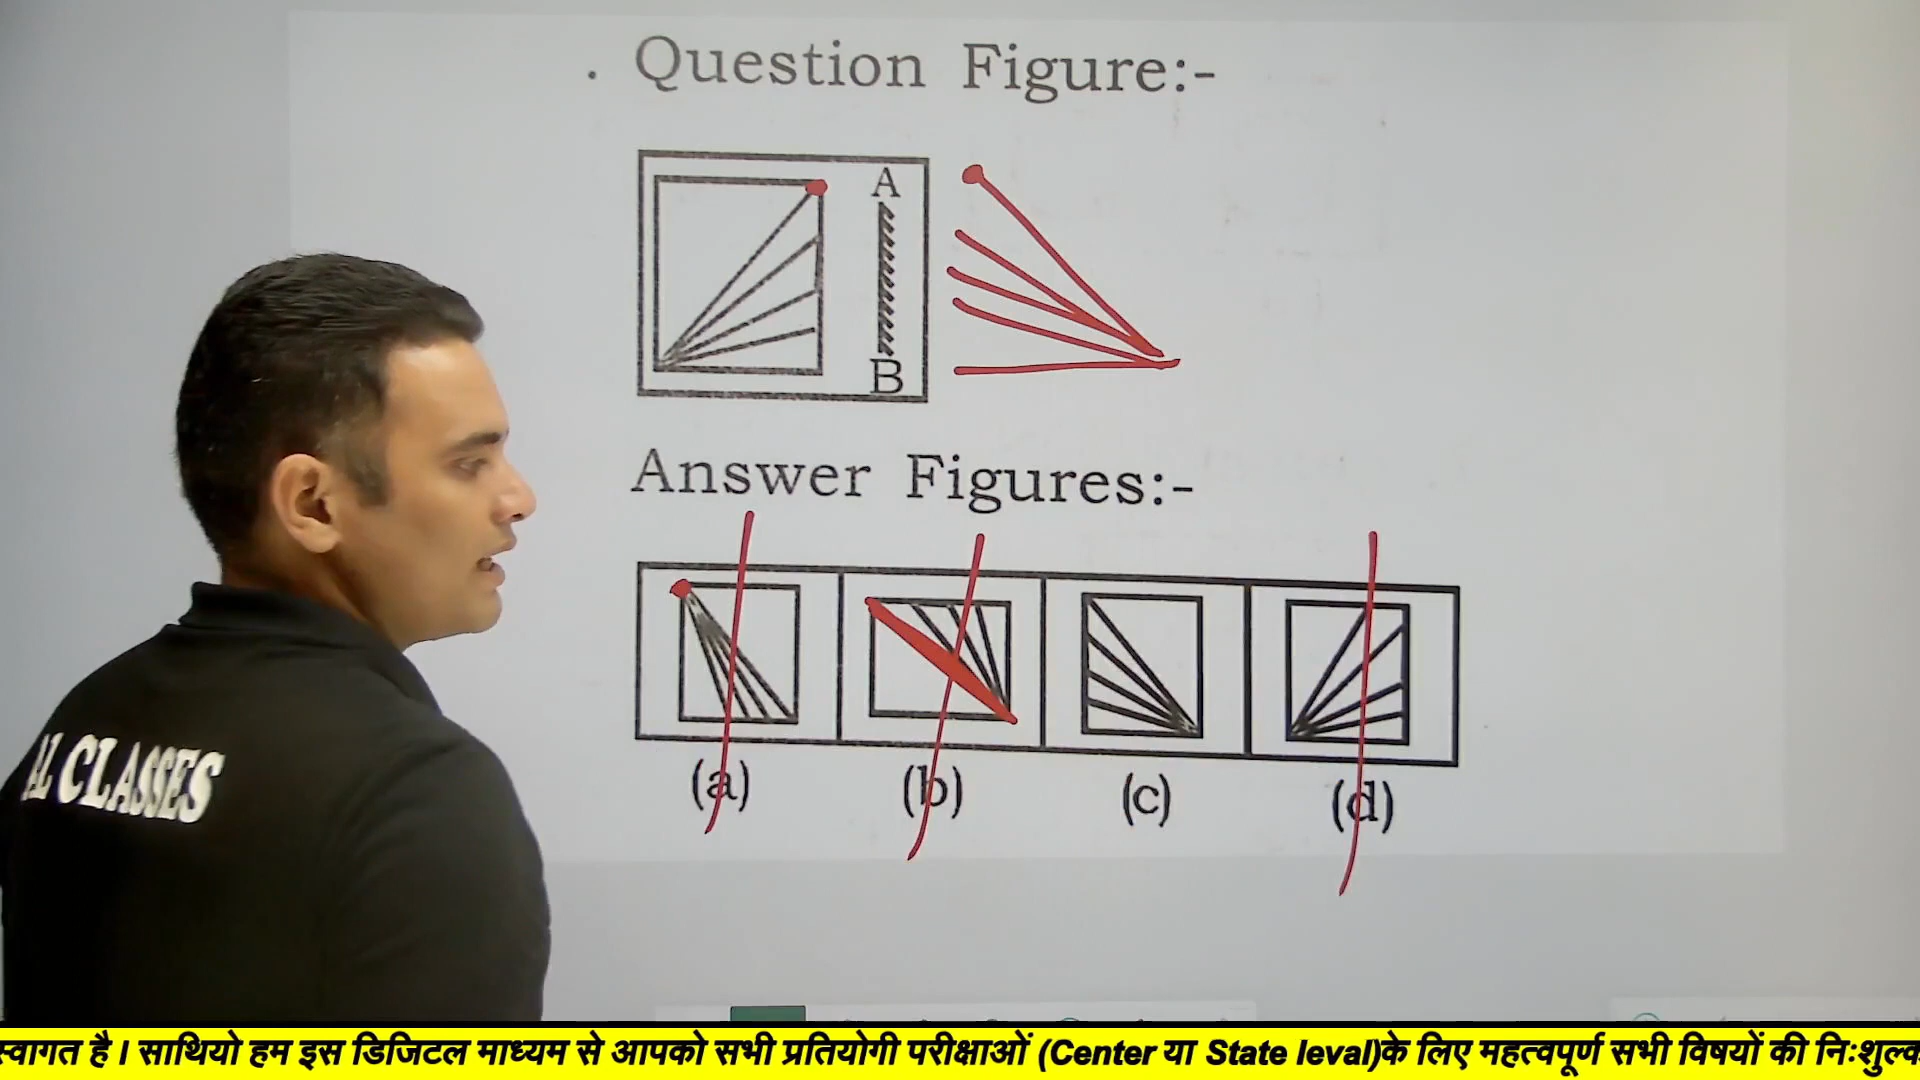 . Question Figure:-
A
B
Answer Figures:-
(a) (b) (c) (d)
AL CLASSES
स्वागत है । साथियो हम इस डिजिटल माध्यम से आपको सभी प्रतियोगी परीक्षाओं (Center या State leval)के लिए महत्वपूर्ण सभी विषयों की निःशुल्क